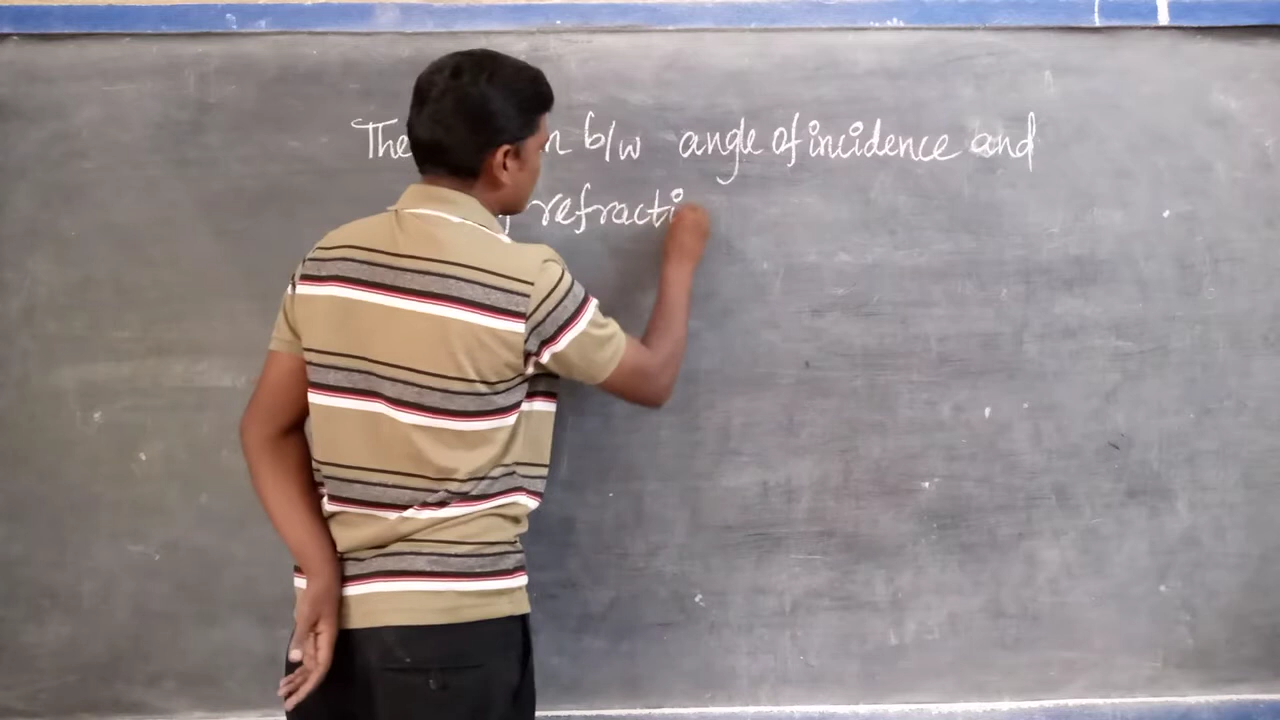 The n b/w angle of incidence and
refracti